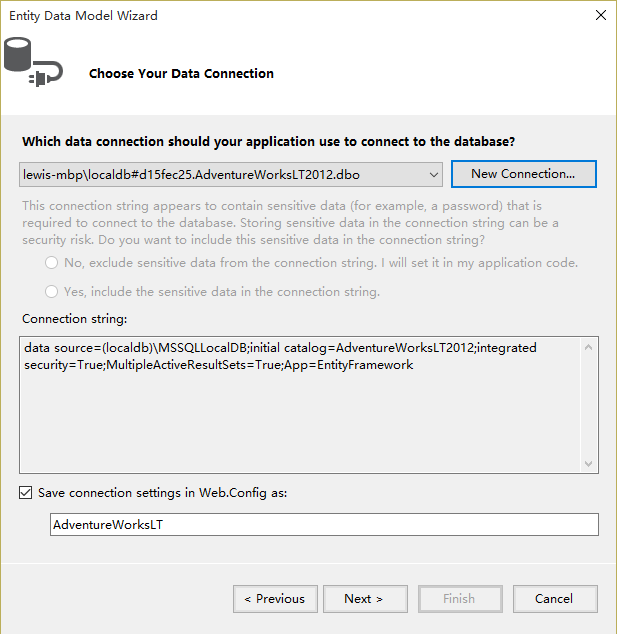 Entity Data Model Wizard
Choose Your Data Connection
Which data connection should your application use to connect to the database?
lewis-mbp\localdb#d15fec25.AdventureWorksLT2012.dbo
New Connection...
This connection string appears to contain sensitive data (for example, a password) that is
required to connect to the database. Storing sensitive data in the connection string can be a
security risk. Do you want to include this sensitive data in the connection string?
No, exclude sensitive data from the connection string. I will set it in my application code.
Yes, include the sensitive data in the connection string.
Connection string:
data source=(localdb)\MSSQLLocalDB;initial catalog=AdventureWorksLT2012;integrated
security=True;MultipleActiveResultSets=True;App=EntityFramework
Save connection settings in Web.Config as:
AdventureWorksLT
< Previous
Next >
Finish
Cancel